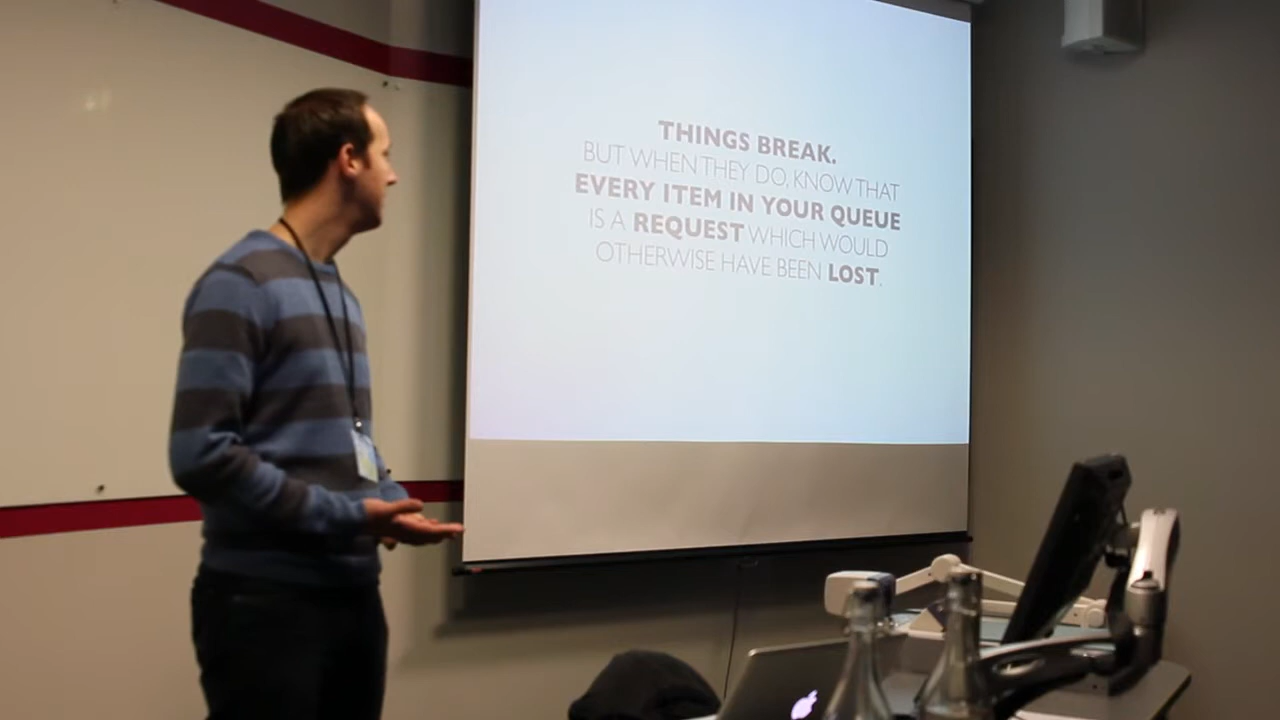 THINGS BREAK.
BUT WHEN THEY DO, KNOW THAT
EVERY ITEM IN YOUR QUEUE
IS A REQUEST WHICH WOULD
OTHERWISE HAVE BEEN LOST.